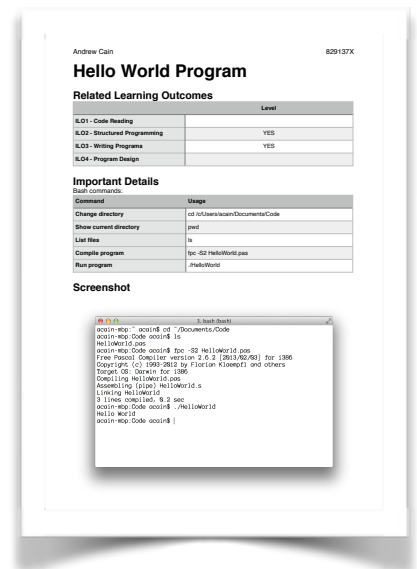 Andrew Cain 829137X
Hello World Program
Related Learning Outcomes
Level
ILO1 - Code Reading
ILO2 - Structured Programming YES
ILO3 - Writing Programs YES
ILO4 - Program Design
Important Details
Bash commands:
Command Usage
Change directory cd /c/Users/acain/Documents/Code
Show current directory pwd
List files ls
Compile program fpc -S2 HelloWorld.pas
Run program ./HelloWorld
Screenshot
3. bash (bash)
acain-mbp:~ acain$ cd ~/Documents/Code
acain-mbp:Code acain$ ls
HelloWorld.pas
acain-mbp:Code acain$ fpc -S2 HelloWorld.pas
Free Pascal Compiler version 2.6.2 [2013/02/03] for i386
Copyright (c) 1993-2012 by Florian Klaempfl and others
Target OS: Darwin for i386
Compiling HelloWorld.pas
Assembling (pipe) HelloWorld.s
Linking HelloWorld
3 lines compiled, 0.2 sec
acain-mbp:Code acain$ ./HelloWorld
Hello World
acain-mbp:Code acain$